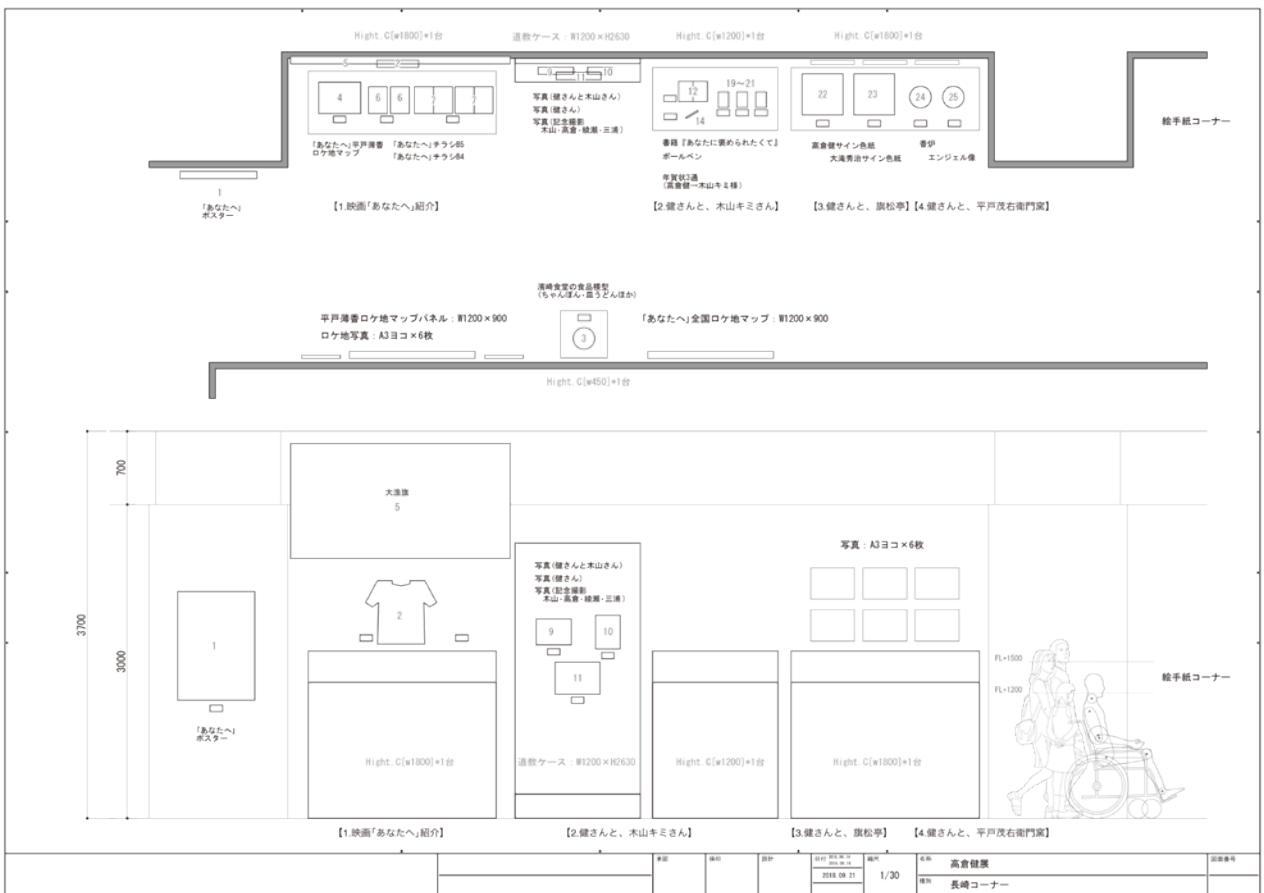 Hight.C[w1800]*1台
道教ケース：W1200×H2630
Hight.C[w1200]*1台
Hight.C[w1800]*1台
5
2
4
6
6
7
7
9
10
11
12
14
19〜21
22
23
24
25
写真(健さんと木山さん)
写真(健さん)
写真(記念撮影
木山・高倉・綾瀬・三浦)
「あなたへ」平戸薄香
ロケ地マップ
「あなたへ」チラシB5
「あなたへ」チラシB4
書籍『あなたに褒められたくて』
ボールペン
年賀状3通
(高倉健→木山キミ様)
高倉健サイン色紙
大滝秀治サイン色紙
香炉
エンジェル像
絵手紙コーナー
1
「あなたへ」
ポスター
【1.映画「あなたへ」紹介】
【2.健さんと、木山キミさん】
【3.健さんと、旗松亭】
【4.健さんと、平戸茂右衛門窯】
濱崎食堂の食品模型
(ちゃんぽん・皿うどんほか)
平戸薄香ロケ地マップパネル：W1200×900
ロケ地写真：A3ヨコ×6枚
3
「あなたへ」全国ロケ地マップ：W1200×900
Hight.C[w450]*1台
700
3700
3000
大漁旗
5
写真(健さんと木山さん)
写真(健さん)
写真(記念撮影
木山・高倉・綾瀬・三浦)
写真：A3ヨコ×6枚
1
2
9
10
11
FL+1500
FL+1200
絵手紙コーナー
「あなたへ」
ポスター
Hight.C[w1800]*1台
道教ケース：W1200×H2630
Hight.C[w1200]*1台
Hight.C[w1800]*1台
【1.映画「あなたへ」紹介】
【2.健さんと、木山キミさん】
【3.健さんと、旗松亭】
【4.健さんと、平戸茂右衛門窯】
承認
検印
設計
日付
2018.09.21
縮尺
1/30
名称
高倉健展
種別
長崎コーナー
図面番号